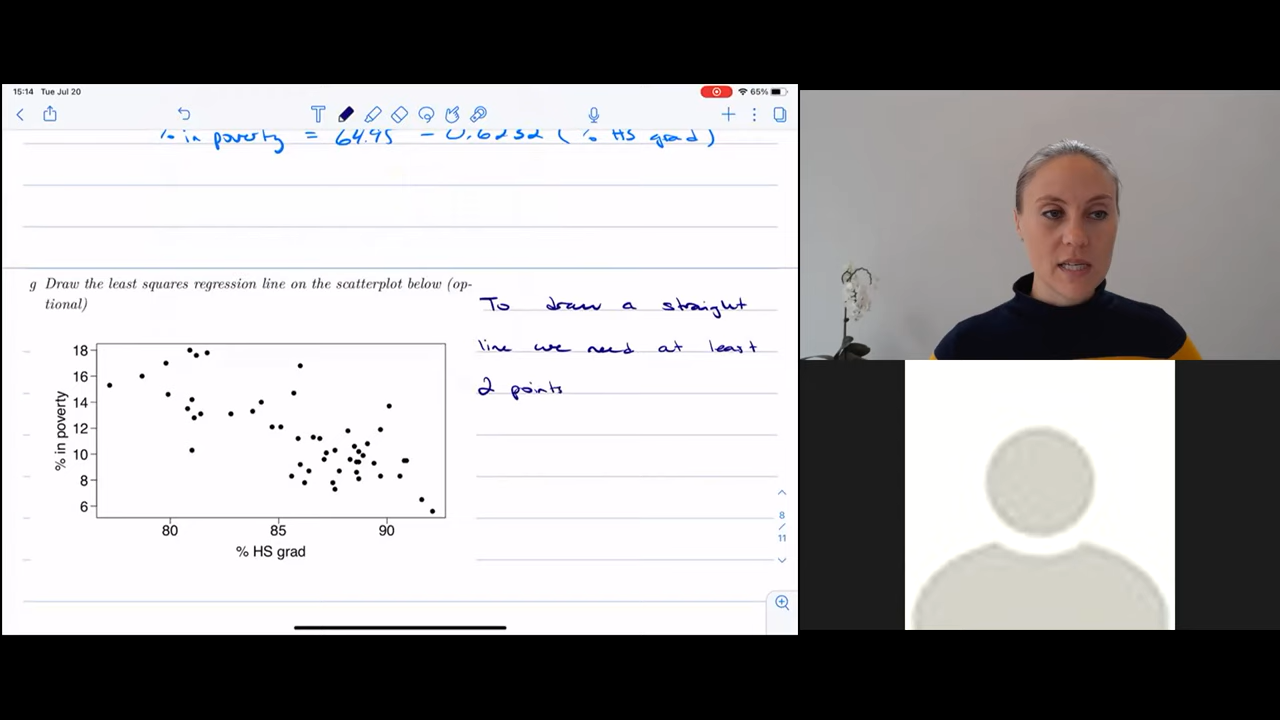 15:14 Tue Jul 20
65%
% in poverty = 64.45 - 0.6232 ( % HS grad )
g Draw the least squares regression line on the scatterplot below (op-
tional)
To draw a straight
line we need at least
2 points
18
16
14
12
10
8
6
% in poverty
80 85 90
% HS grad
8
/
11